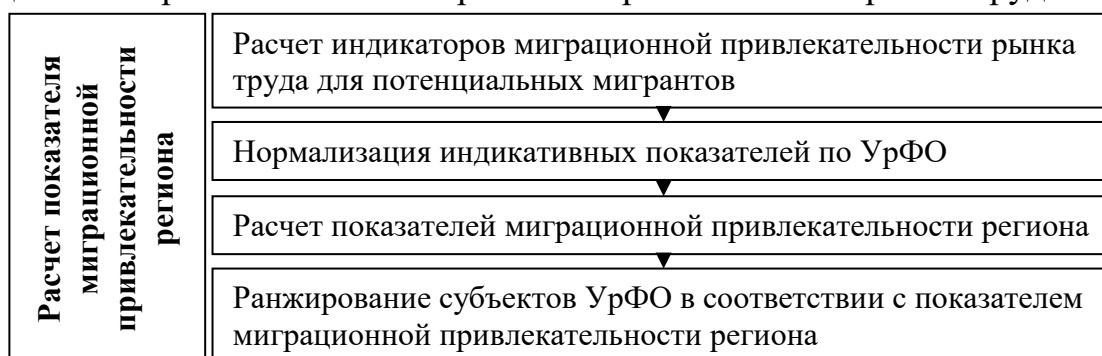 Расчет показателя
миграционной
привлекательности
региона
Расчет индикаторов миграционной привлекательности рынка
труда для потенциальных мигрантов
Нормализация индикативных показателей по УрФО
Расчет показателей миграционной привлекательности региона
Ранжирование субъектов УрФО в соответствии с показателем
миграционной привлекательности региона